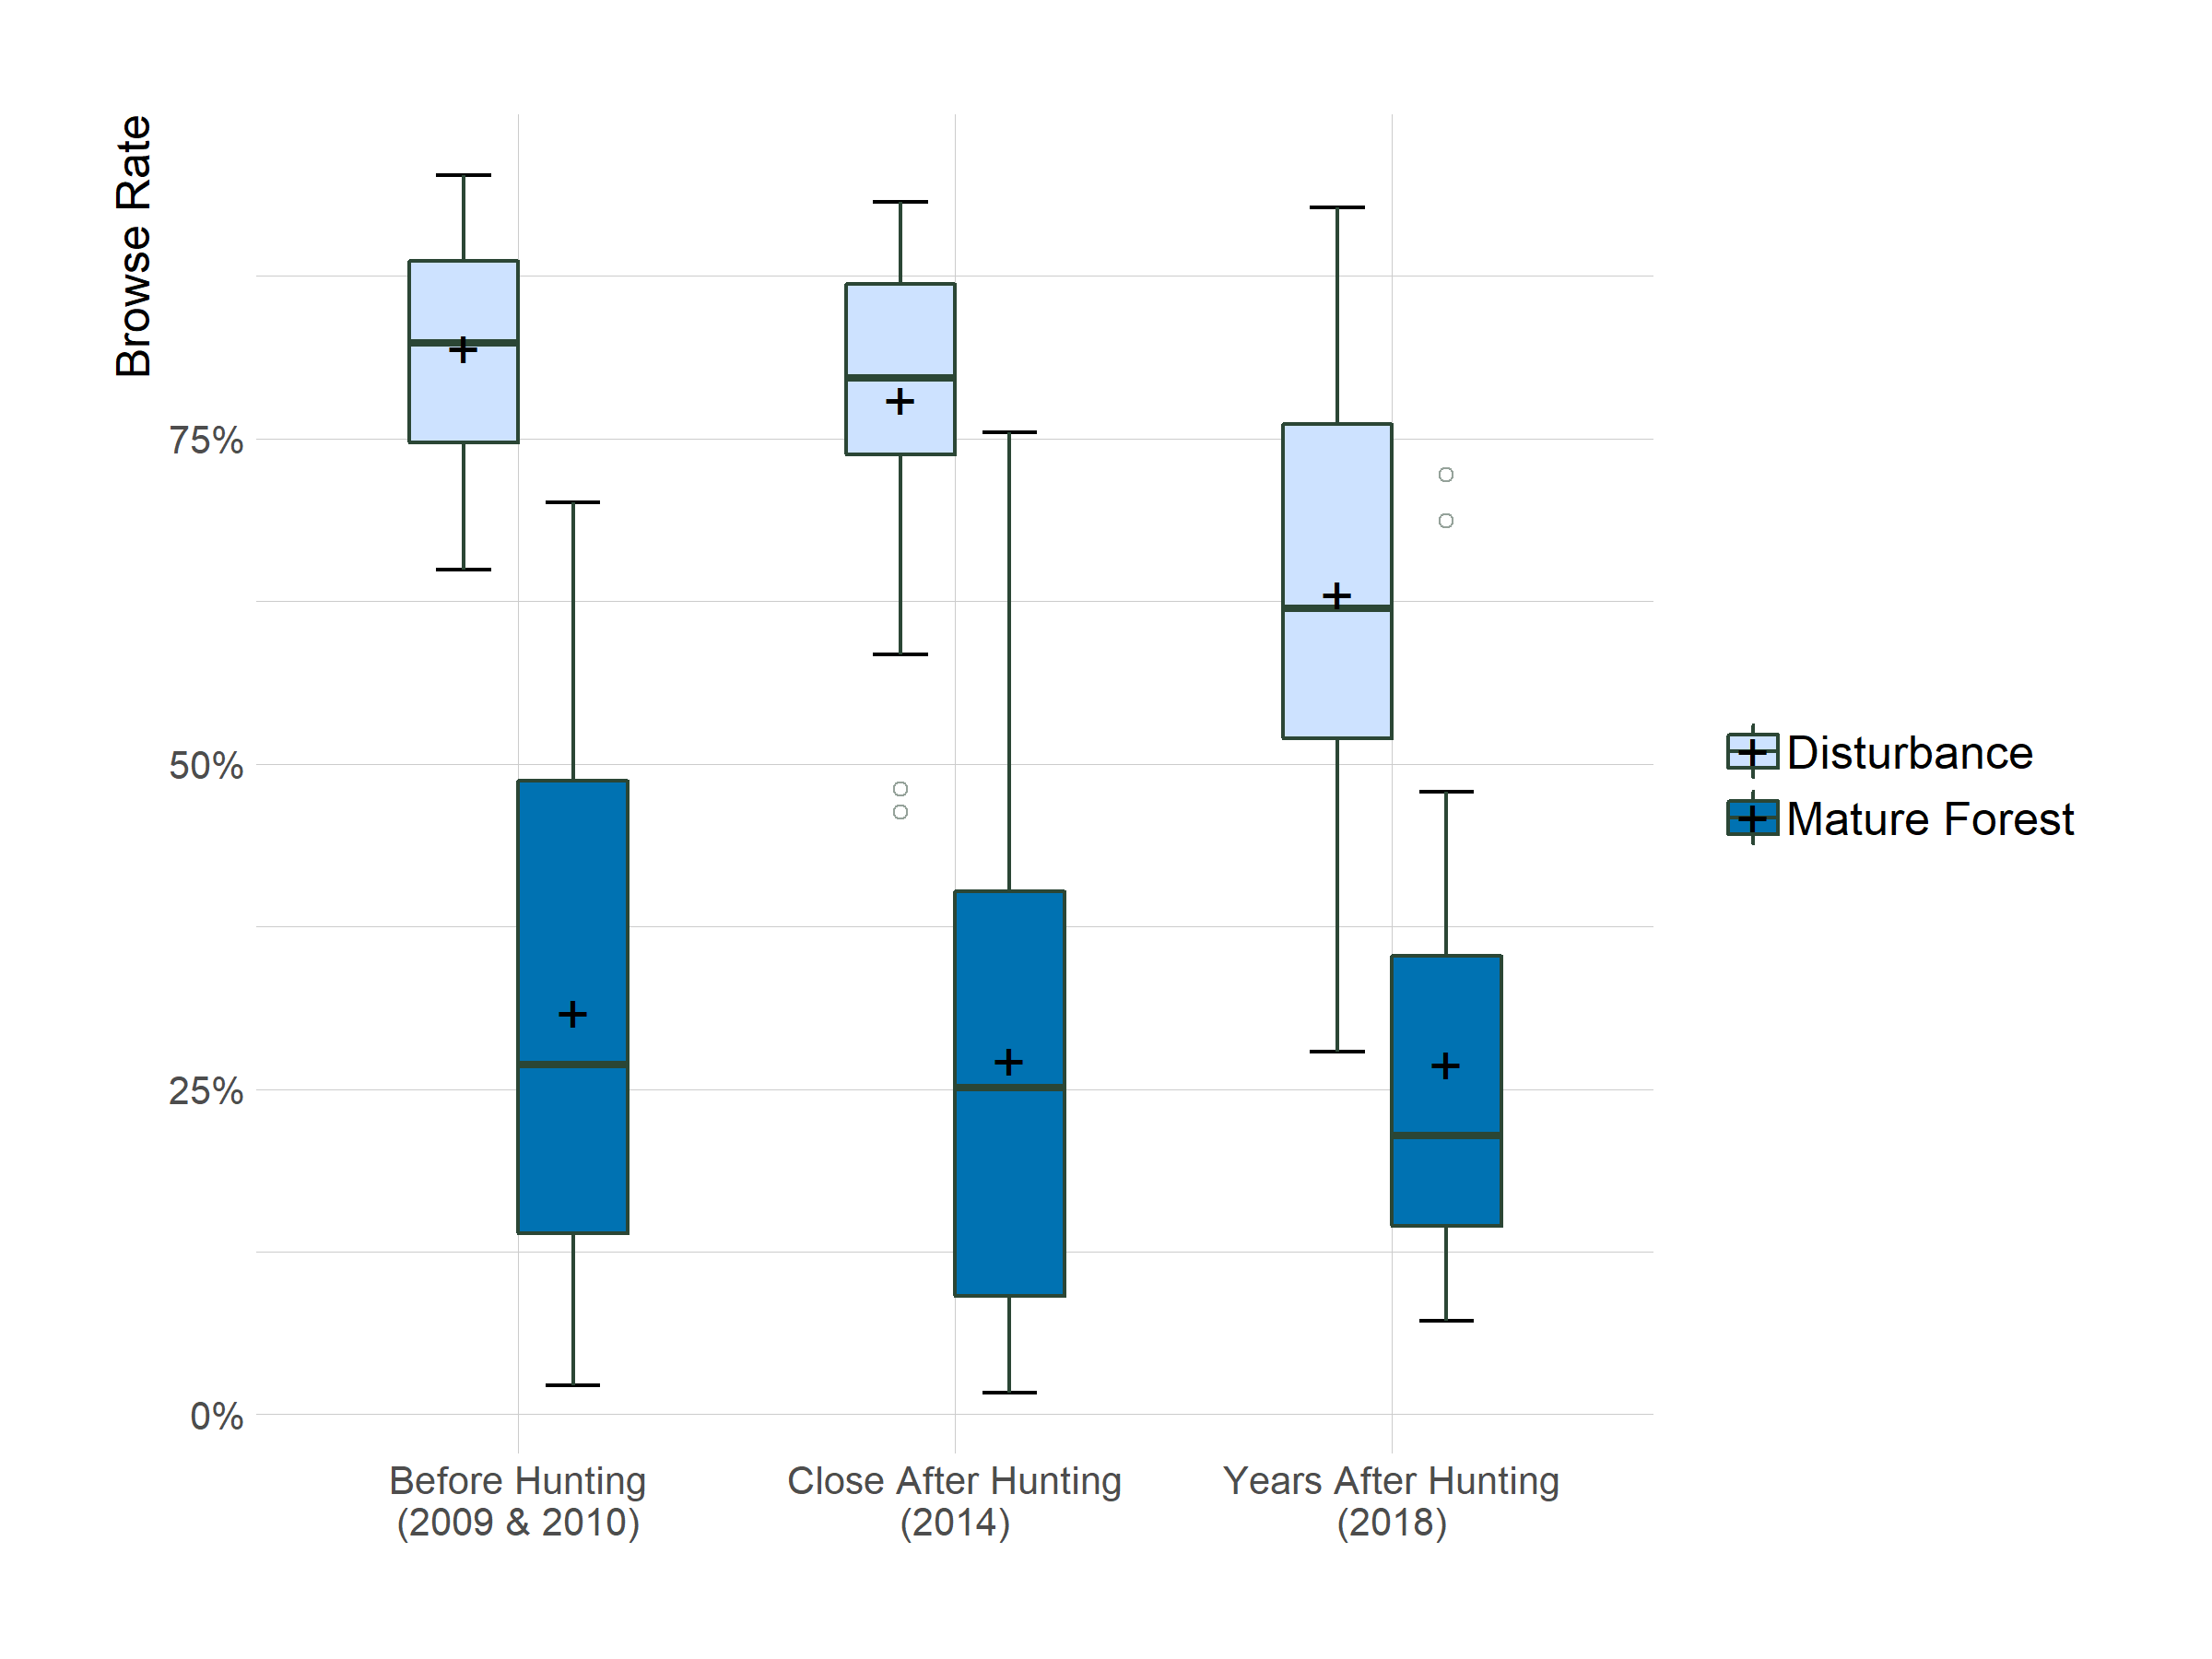 Browse Rate
75%
50%
25%
0%
Before Hunting
(2009 & 2010)
Close After Hunting
(2014)
Years After Hunting
(2018)
Disturbance
Mature Forest